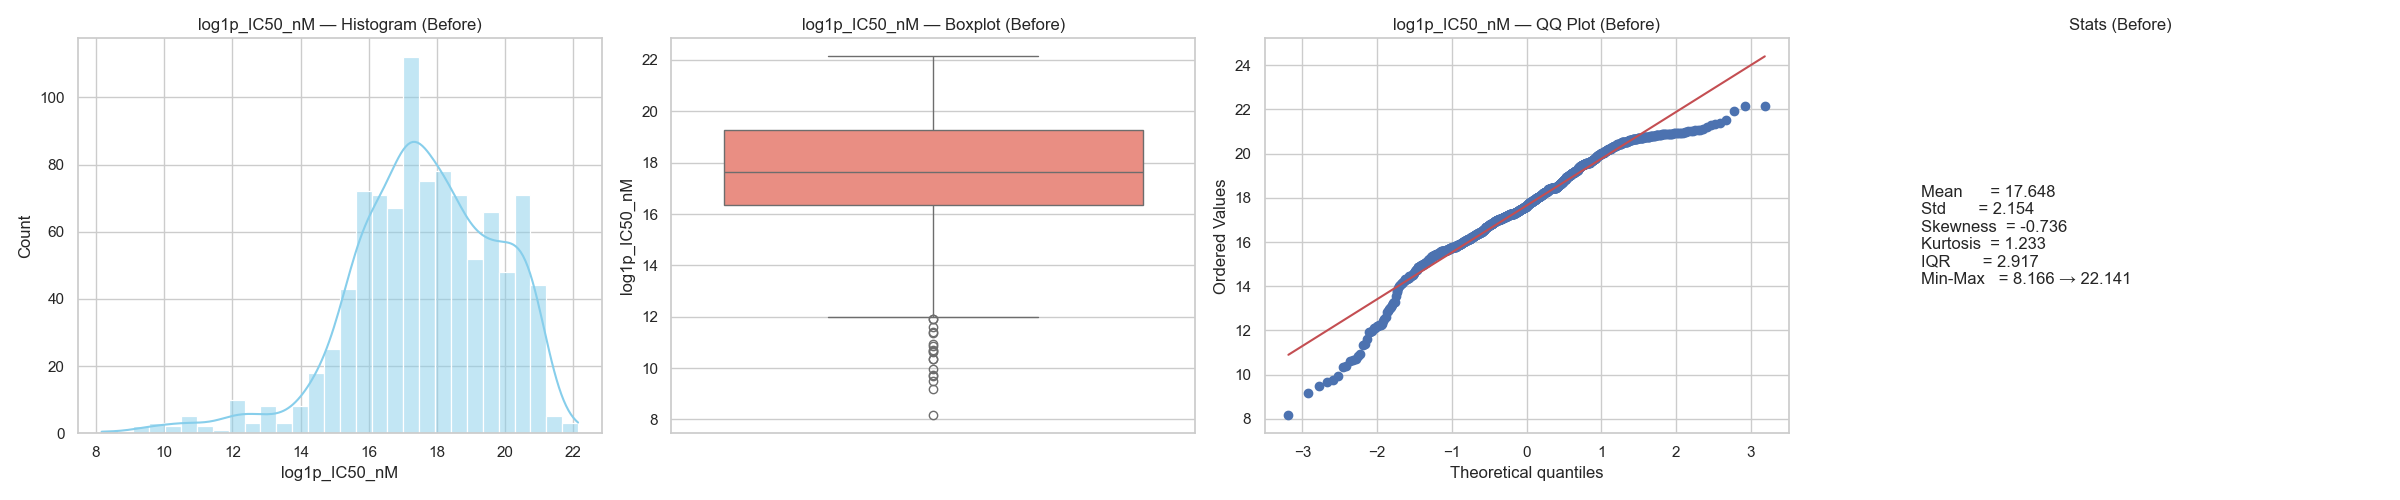 log1p_IC50_nM — Histogram (Before)
Count
100
80
60
40
20
0
8 10 12 14 16 18 20 22
log1p_IC50_nM
log1p_IC50_nM — Boxplot (Before)
log1p_IC50_nM
22
20
18
16
14
12
10
8
log1p_IC50_nM — QQ Plot (Before)
Ordered Values
24
22
20
18
16
14
12
10
8
−3 −2 −1 0 1 2 3
Theoretical quantiles
Stats (Before)
Mean = 17.648
Std = 2.154
Skewness = -0.736
Kurtosis = 1.233
IQR = 2.917
Min-Max = 8.166 → 22.141